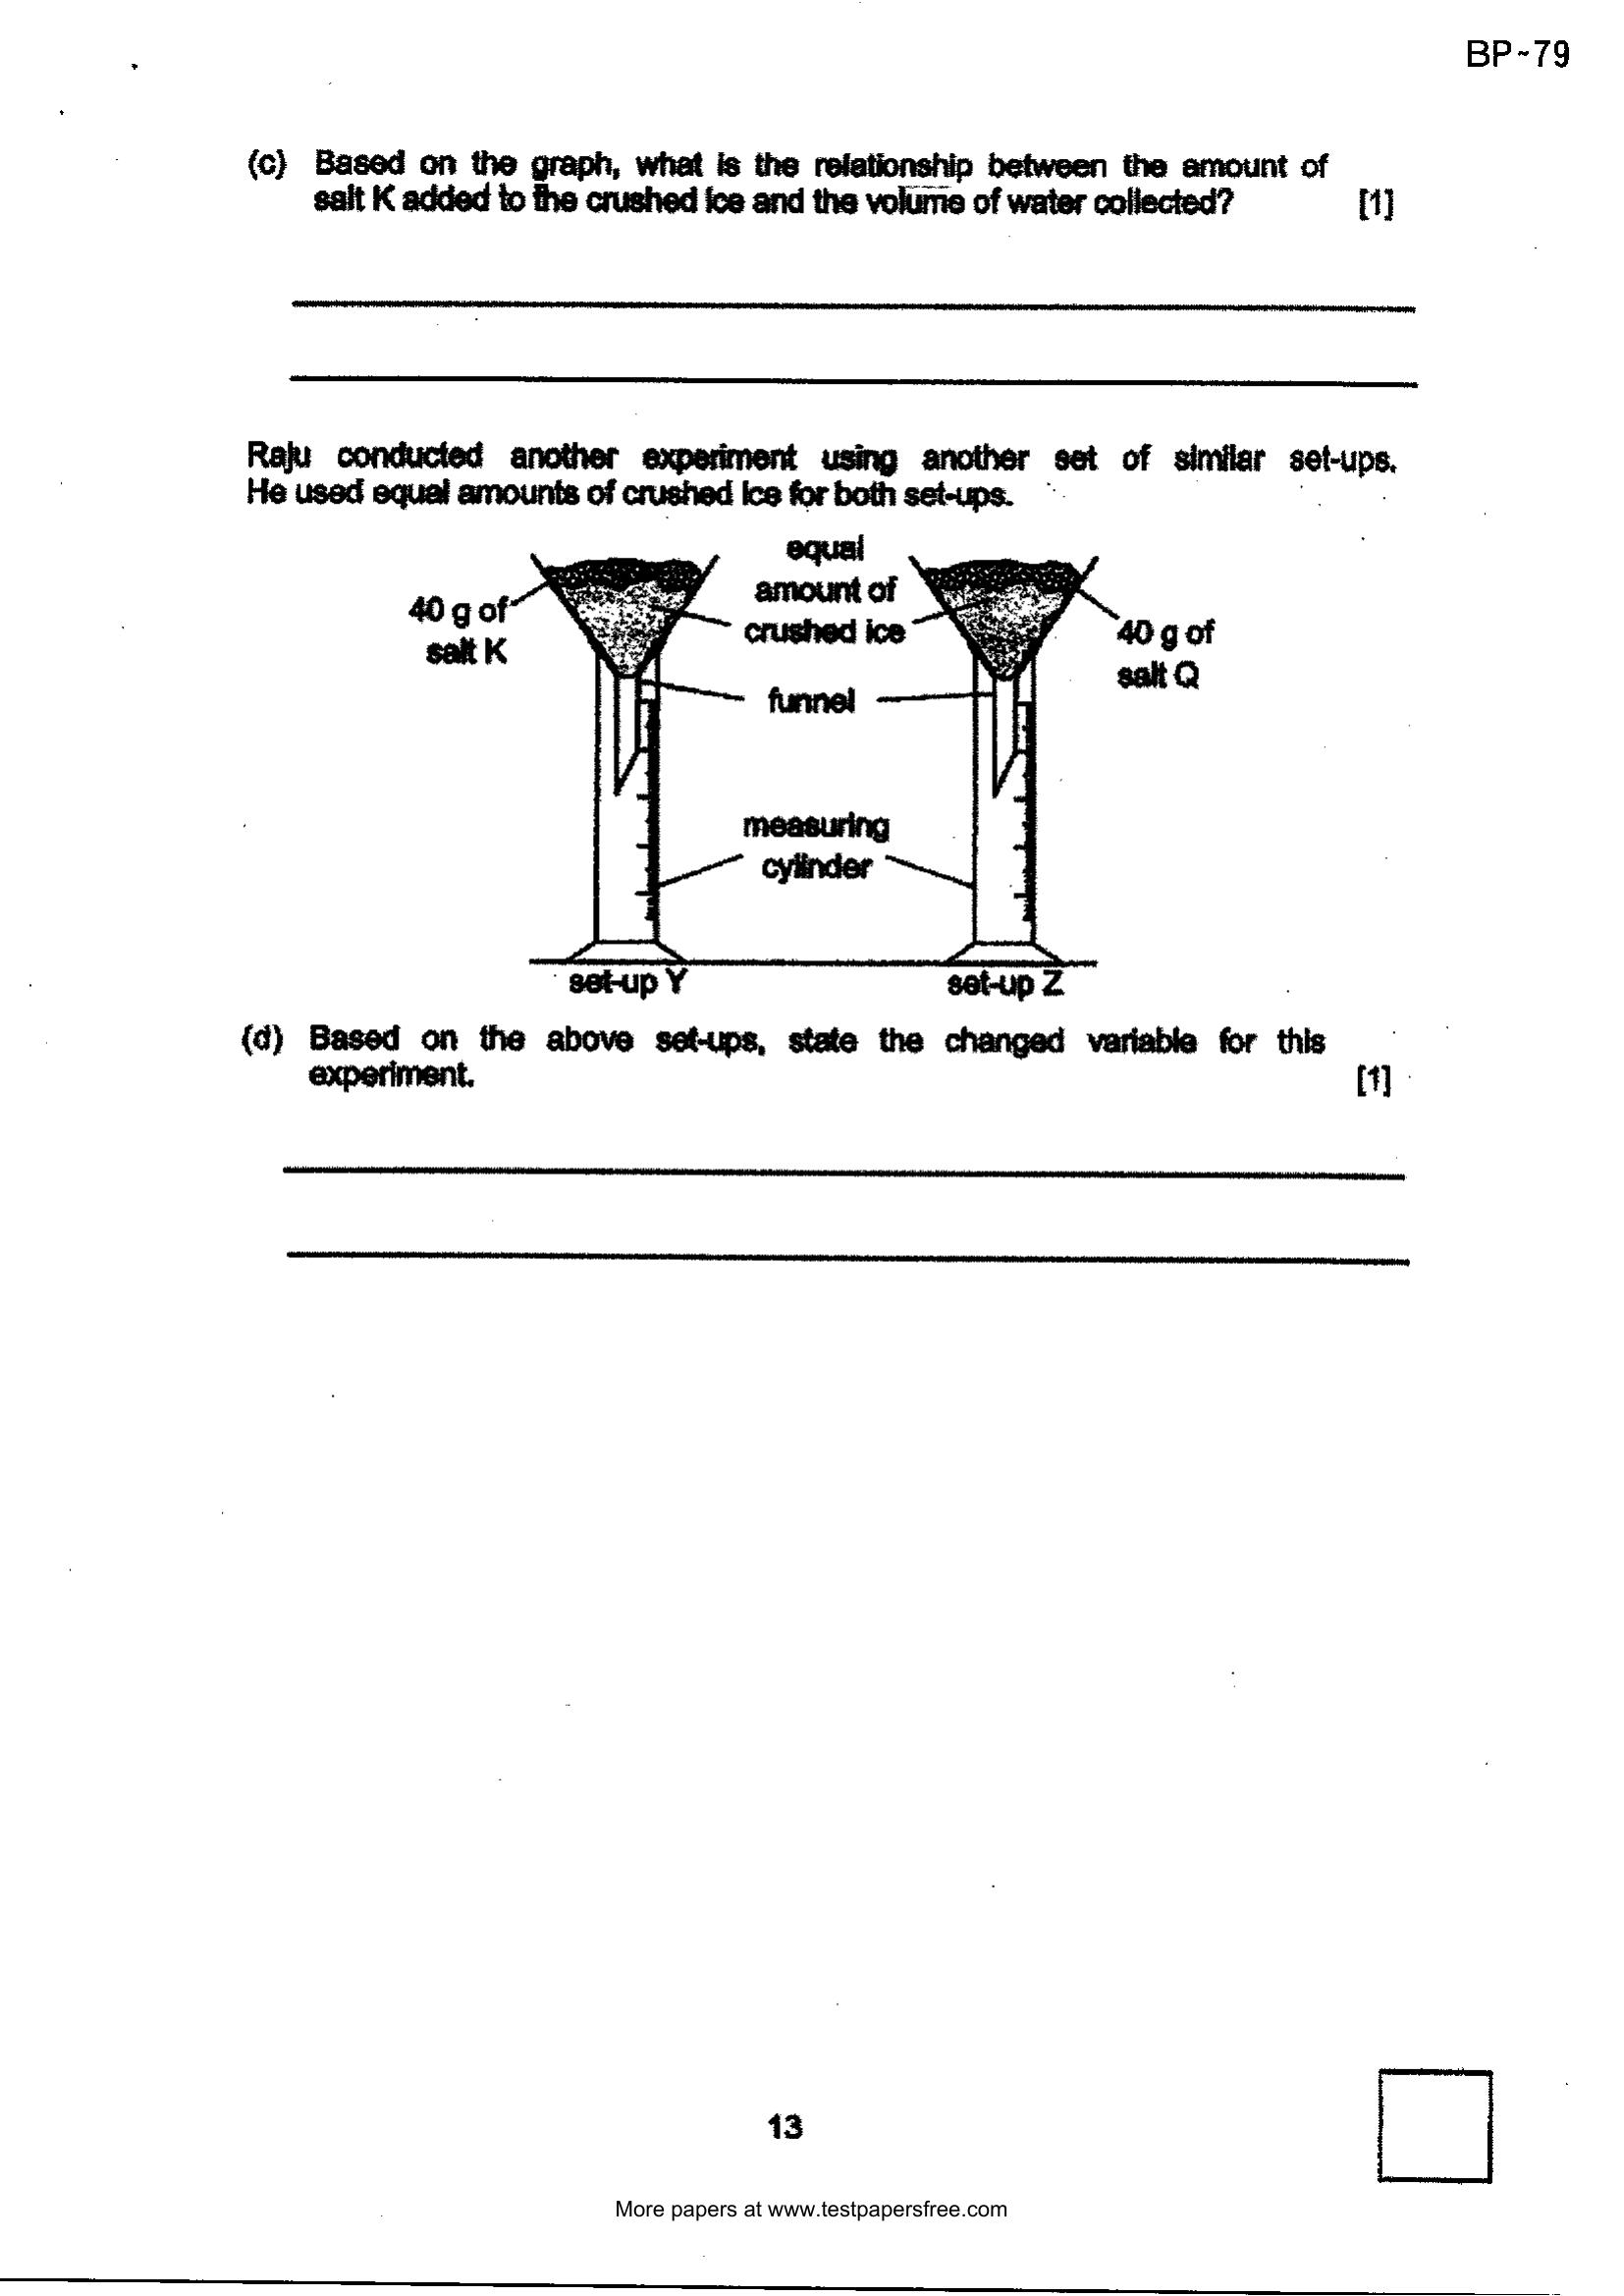 BP-79
(c) Based on the graph, what is the relationship between the amount of
salt K added to the crushed ice and the volume of water collected? [1]
Raju conducted another experiment using another set of similar set-ups.
He used equal amounts of crushed ice for both set-ups.
40 g of
salt K
equal
amount of
crushed ice
40 g of
salt Q
funnel
measuring
cylinder
set-up Y
set-up Z
(d) Based on the above set-ups, state the changed variable for this
experiment. [1]
13
More papers at www.testpapersfree.com